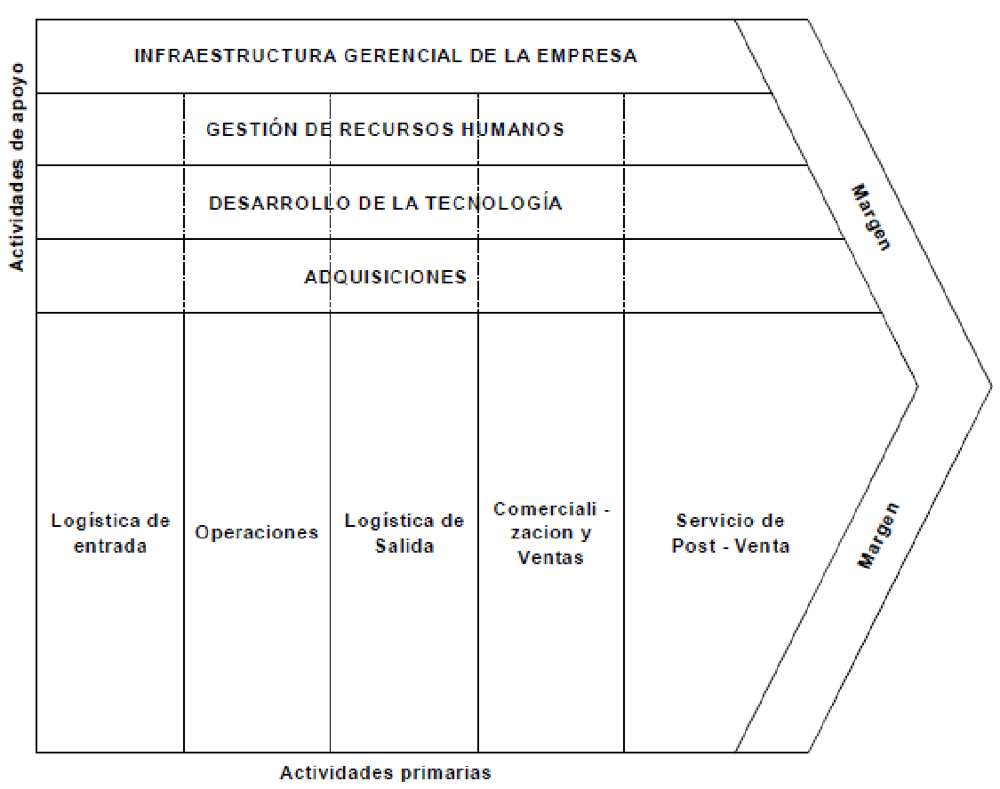 INFRAESTRUCTURA GERENCIAL DE LA EMPRESA
Actividades de apoyo
GESTIÓN DE RECURSOS HUMANOS
DESARROLLO DE LA TECNOLOGÍA
ADQUISICIONES
Margen
Logística de
entrada
Operaciones
Logística de
Salida
Comerciali -
zacion y
Ventas
Servicio de
Post - Venta
Margen
Actividades primarias